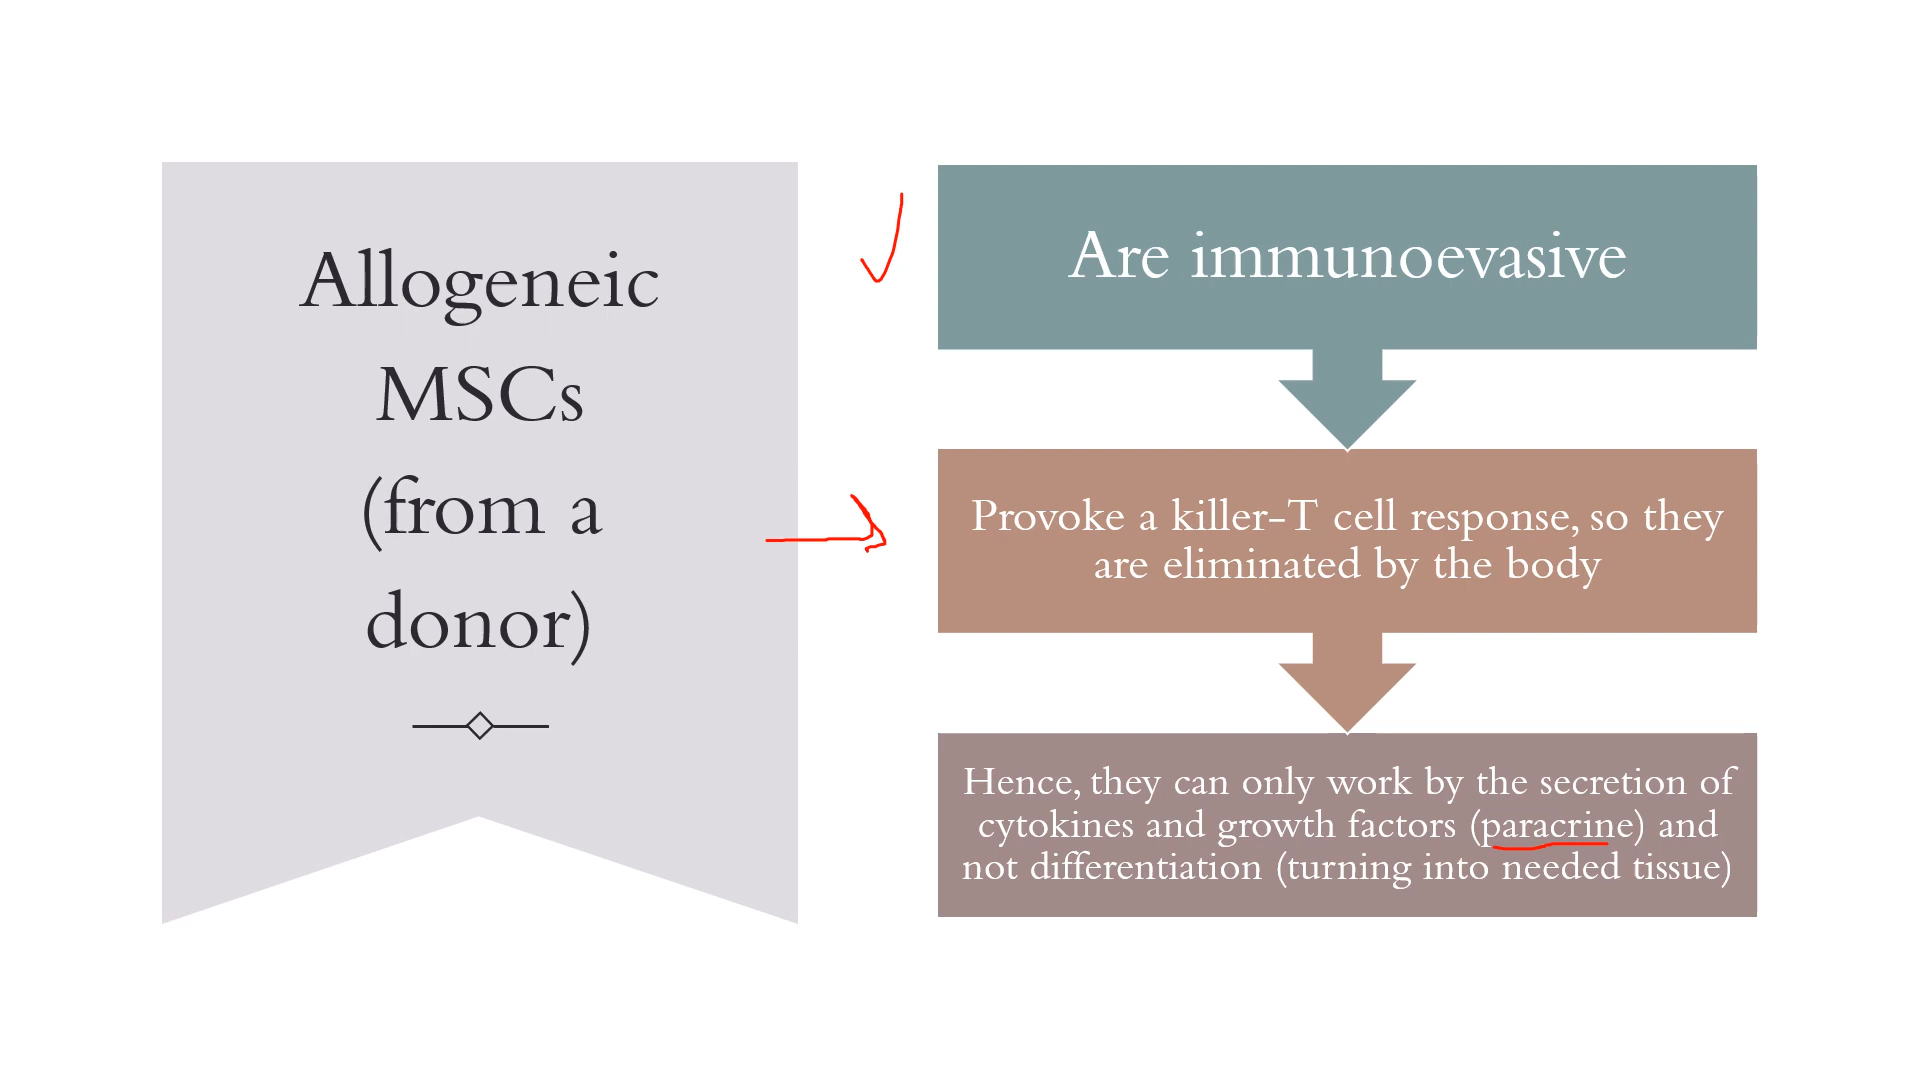 Allogeneic
MSCs
(from a
donor)
Are immunoevasive
Provoke a killer-T cell response, so they
are eliminated by the body
Hence, they can only work by the secretion of
cytokines and growth factors (paracrine) and
not differentiation (turning into needed tissue)